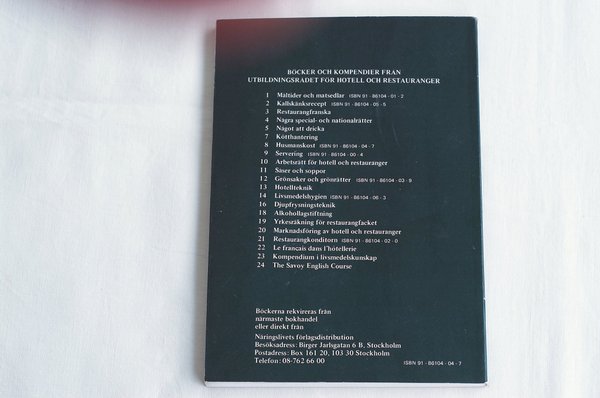 BÖCKER OCH KOMPENDIER FRÅN
UTBILDNINGSRÅDET FÖR HOTELL OCH RESTAURANGER
1 Måltider och matsedlar ISBN 91 - 86104 - 01 - 2
2 Kallskänksrecept ISBN 91 - 86104 - 05 - 5
3 Restaurangfranska
4 Några special- och nationalrätter
5 Något att dricka
7 Kötthantering
8 Husmanskost ISBN 91 - 86104 - 04 - 7
9 Servering ISBN 91 - 86104 - 00 - 4
10 Arbetsrätt för hotell och restauranger
11 Såser och soppor
12 Grönsaker och grönrätter ISBN 91 - 86104 - 03 - 9
13 Hotellteknik
14 Livsmedelshygien ISBN 91 - 86104 - 06 - 3
16 Djupfrysningsteknik
18 Alkohollagstiftning
19 Yrkesräkning för restaurangfacket
20 Marknadsföring av hotell och restauranger
21 Restaurangkonditorn ISBN 91 - 86104 - 02 - 0
22 Le français dans l'hôtellerie
23 Kompendium i livsmedelskunskap
24 The Savoy English Course
Böckerna rekvireras från
närmaste bokhandel
eller direkt från
Näringslivets förlagsdistribution
Besöksadress: Birger Jarlsgatan 6 B, Stockholm
Postadress: Box 161 20, 103 30 Stockholm
Telefon: 08-762 66 00
ISBN 91 - 86104 - 04 - 7